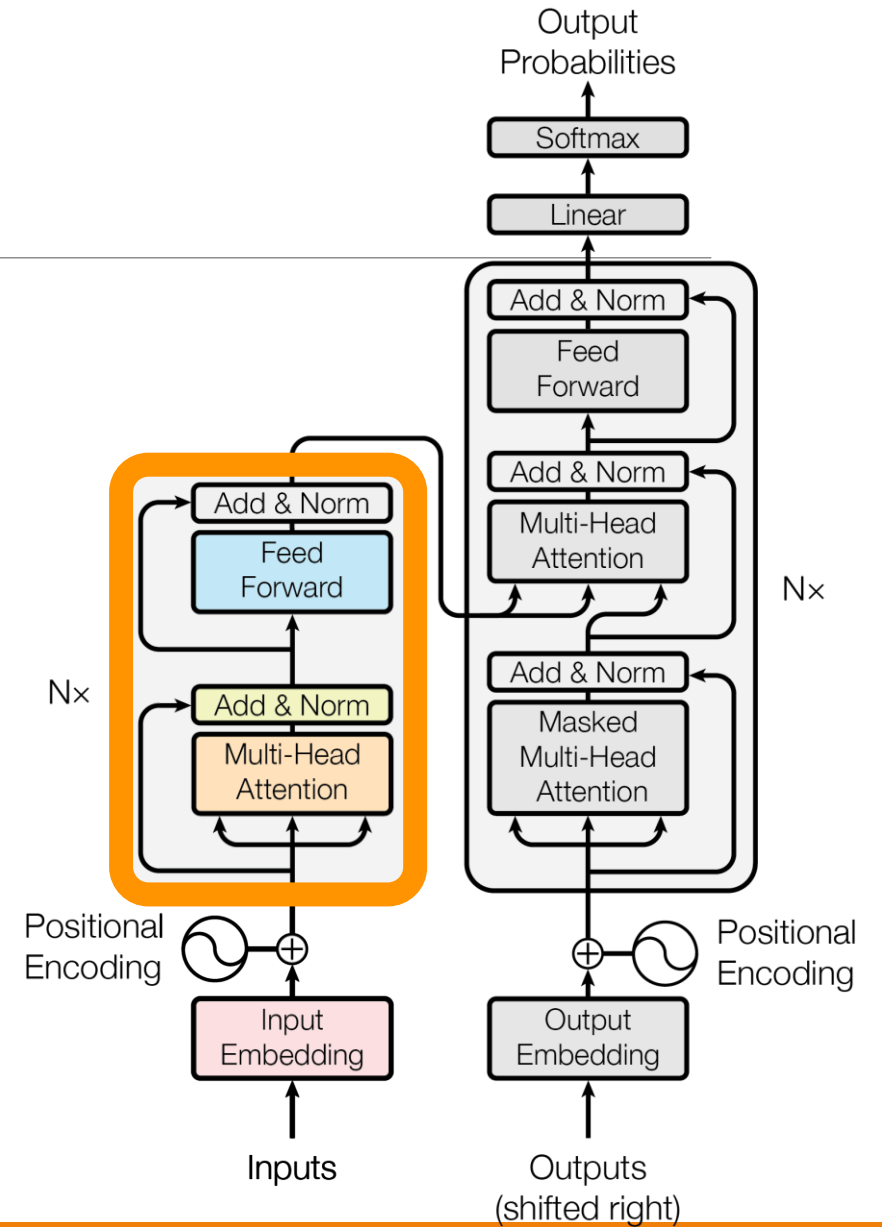 Output
Probabilities
Softmax
Linear
Add & Norm
Feed
Forward
Add & Norm
Multi-Head
Attention
N×
Add & Norm
Masked
Multi-Head
Attention
Positional
Encoding
Output
Embedding
Outputs
(shifted right)
Add & Norm
Feed
Forward
N×
Add & Norm
Multi-Head
Attention
Positional
Encoding
Input
Embedding
Inputs